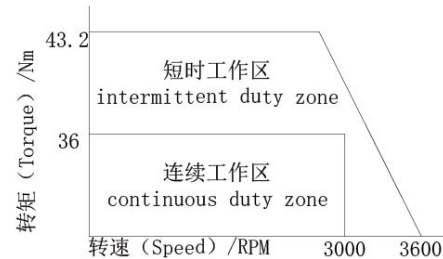 43.2
短时工作区
intermittent duty zone
36
连续工作区
continuous duty zone
转矩（Torque）/Nm
转速（Speed）/RPM
3000
3600